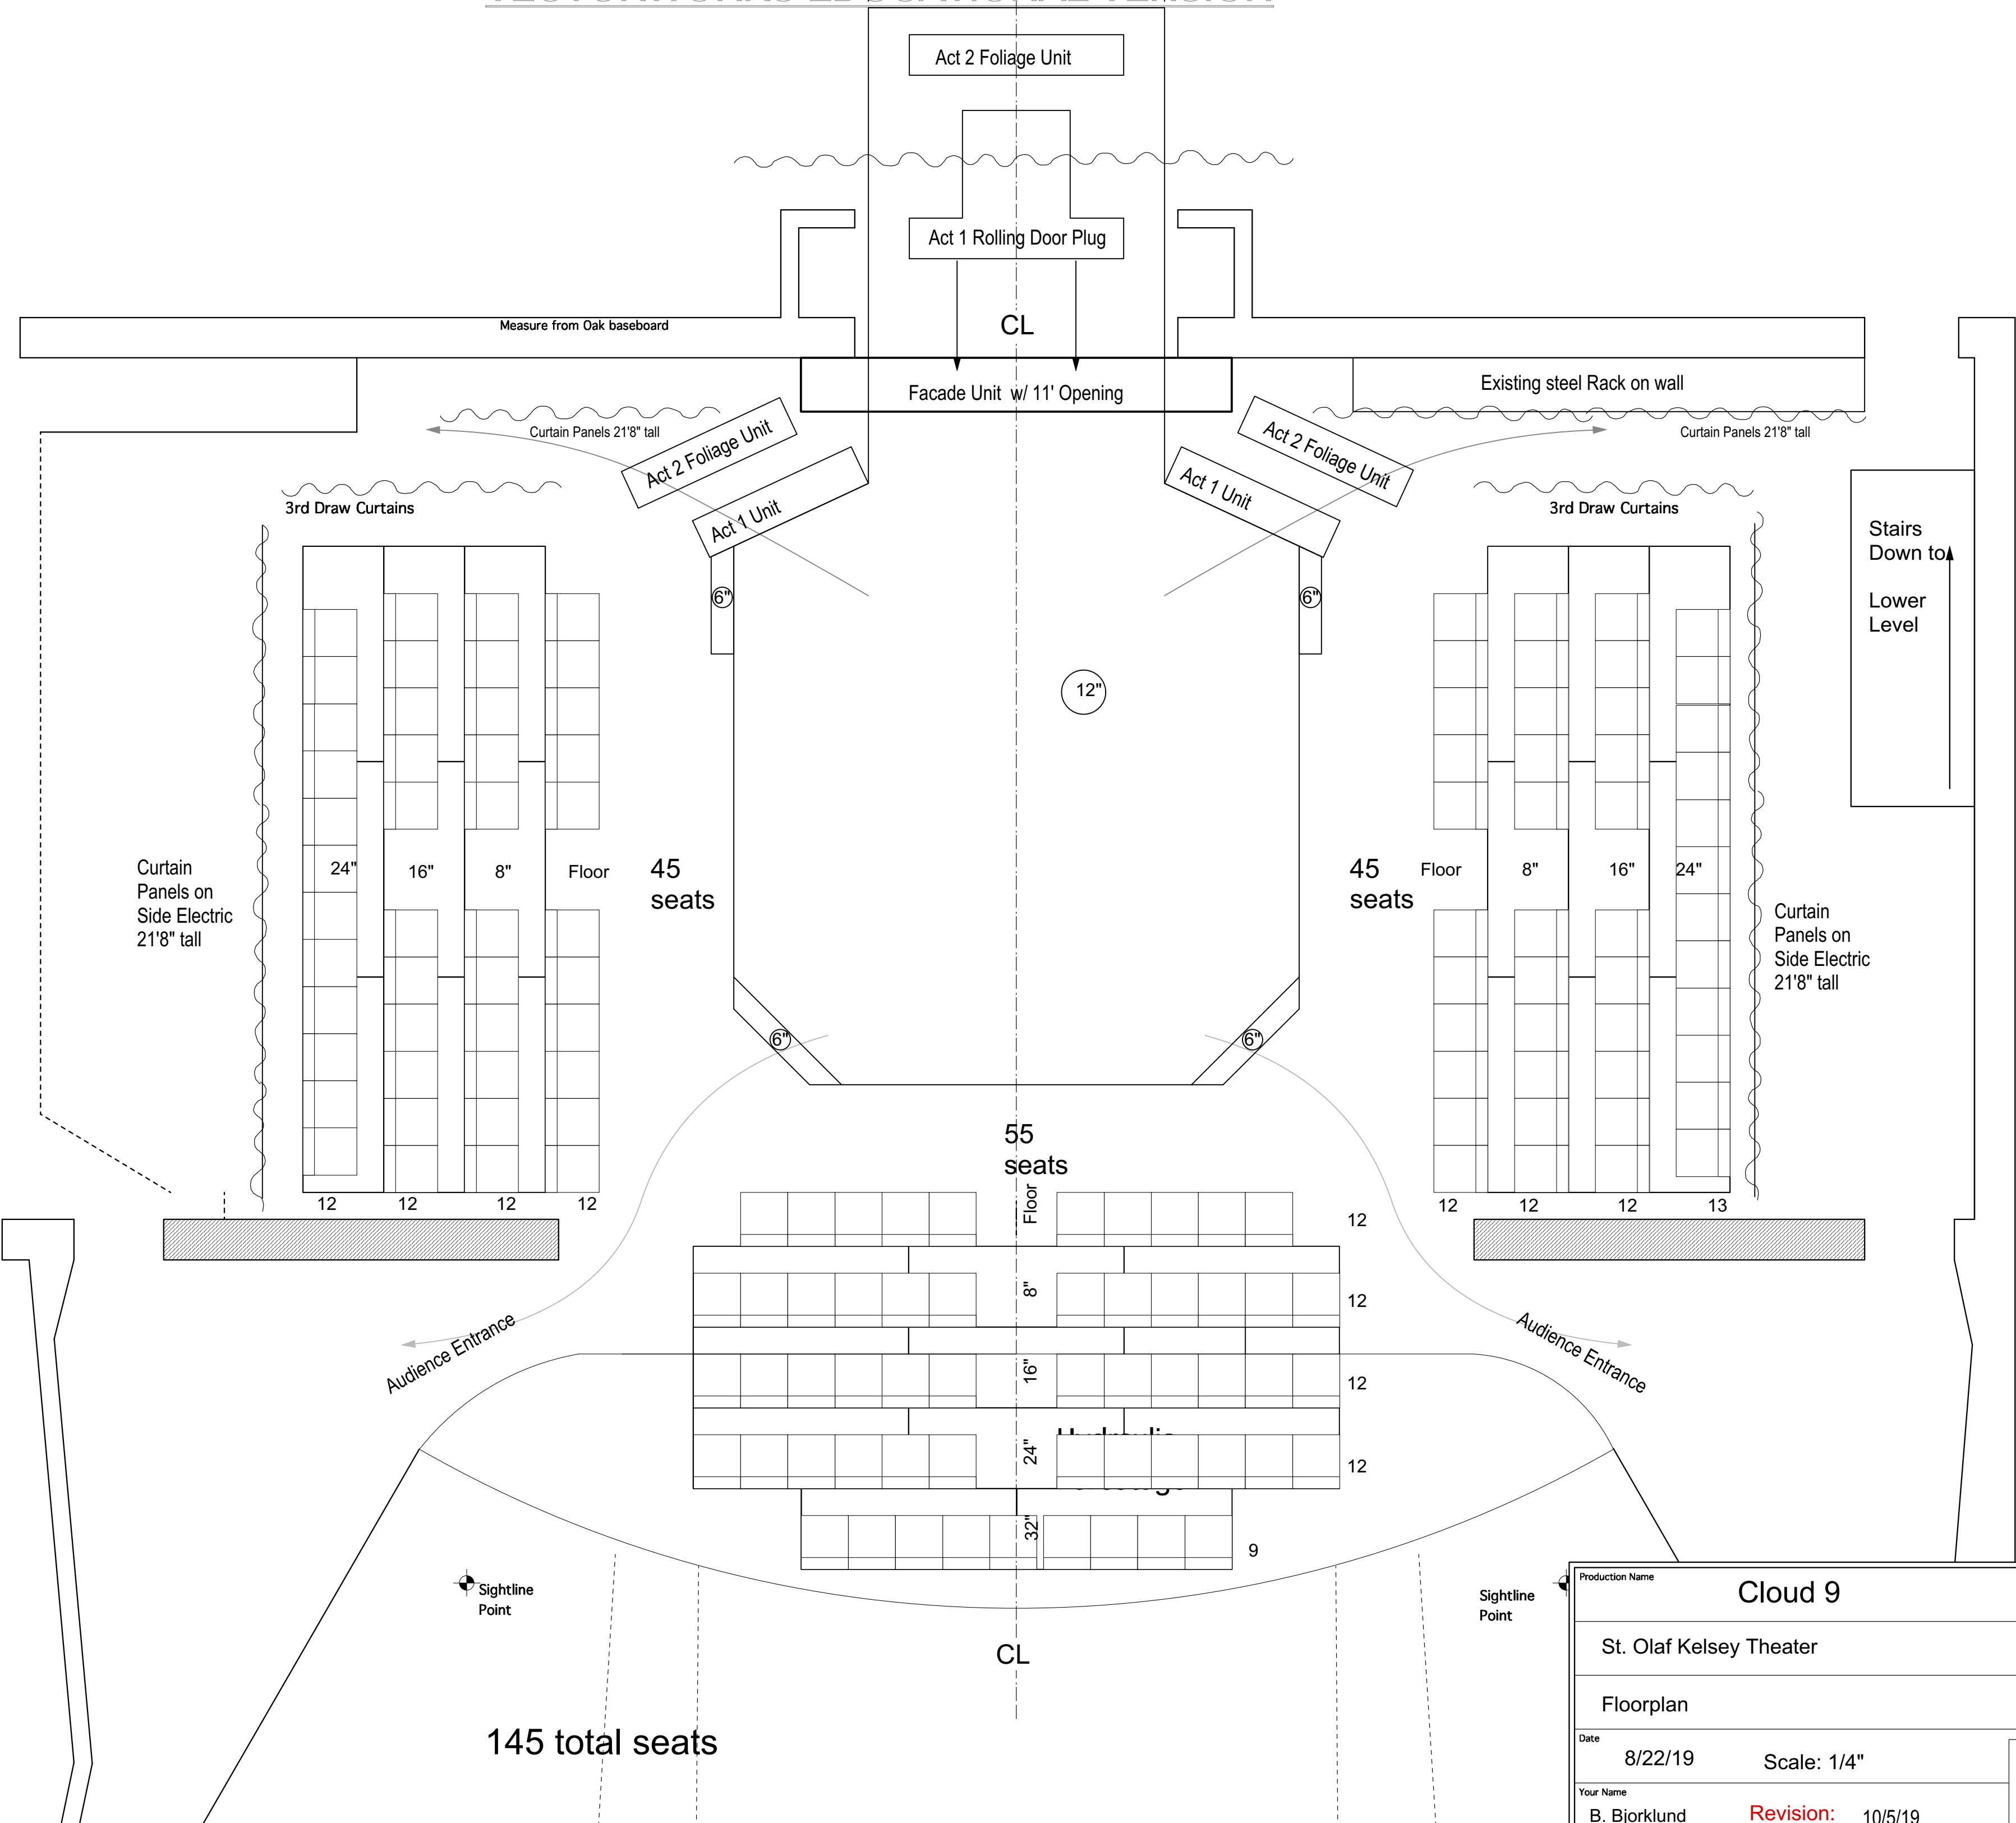 Act 2 Foliage Unit
Act 1 Rolling Door Plug
CL
Measure from Oak baseboard
Facade Unit w/ 11' Opening
Existing steel Rack on wall
Curtain Panels 21'8" tall
Act 2 Foliage Unit
Act 2 Foliage Unit
Curtain Panels 21'8" tall
Act 1 Unit
Act 1 Unit
3rd Draw Curtains
3rd Draw Curtains
Stairs
Down to
Lower
Level
6"
6"
12"
24"
16"
8"
Floor
45
seats
45
seats
Floor
8"
16"
24"
Curtain
Panels on
Side Electric
21'8" tall
Curtain
Panels on
Side Electric
21'8" tall
6"
6"
55
seats
12
12
12
12
12
12
12
13
Floor
12
8"
12
16"
12
24"
12
32"
9
Audience Entrance
Audience Entrance
Sightline
Point
Sightline
Point
CL
145 total seats
Production Name
Cloud 9
St. Olaf Kelsey Theater
Floorplan
Date
8/22/19
Scale: 1/4"
Your Name
B. Bjorklund
Revision:
10/5/19